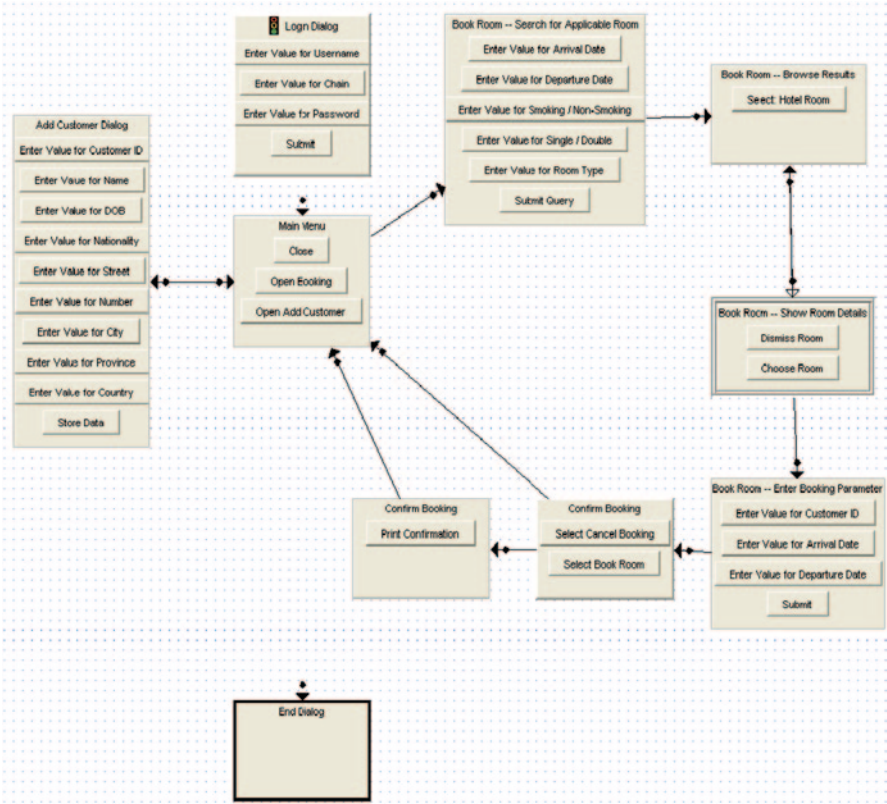 Login Dialog
Enter Value for Username
Enter Value for Chain
Enter Value for Password
Submit
Book Room -- Search for Applicable Room
Enter Value for Arrival Date
Enter Value for Departure Date
Enter Value for Smoking / Non-Smoking
Enter Value for Single / Double
Enter Value for Room Type
Submit Query
Book Room -- Browse Results
Select Hotel Room
Add Customer Dialog
Enter Value for Customer ID
Enter Value for Name
Enter Value for DOB
Enter Value for Nationality
Enter Value for Street
Enter Value for Number
Enter Value for City
Enter Value for Province
Enter Value for Country
Store Data
Main Menu
Close
Open Booking
Open Add Customer
Book Room -- Show Room Details
Dismiss Room
Choose Room
Confirm Booking
Print Confirmation
Confirm Booking
Select Cancel Booking
Select Book Room
Book Room -- Enter Booking Parameter
Enter Value for Customer ID
Enter Value for Arrival Date
Enter Value for Departure Date
Submit
End Dialog